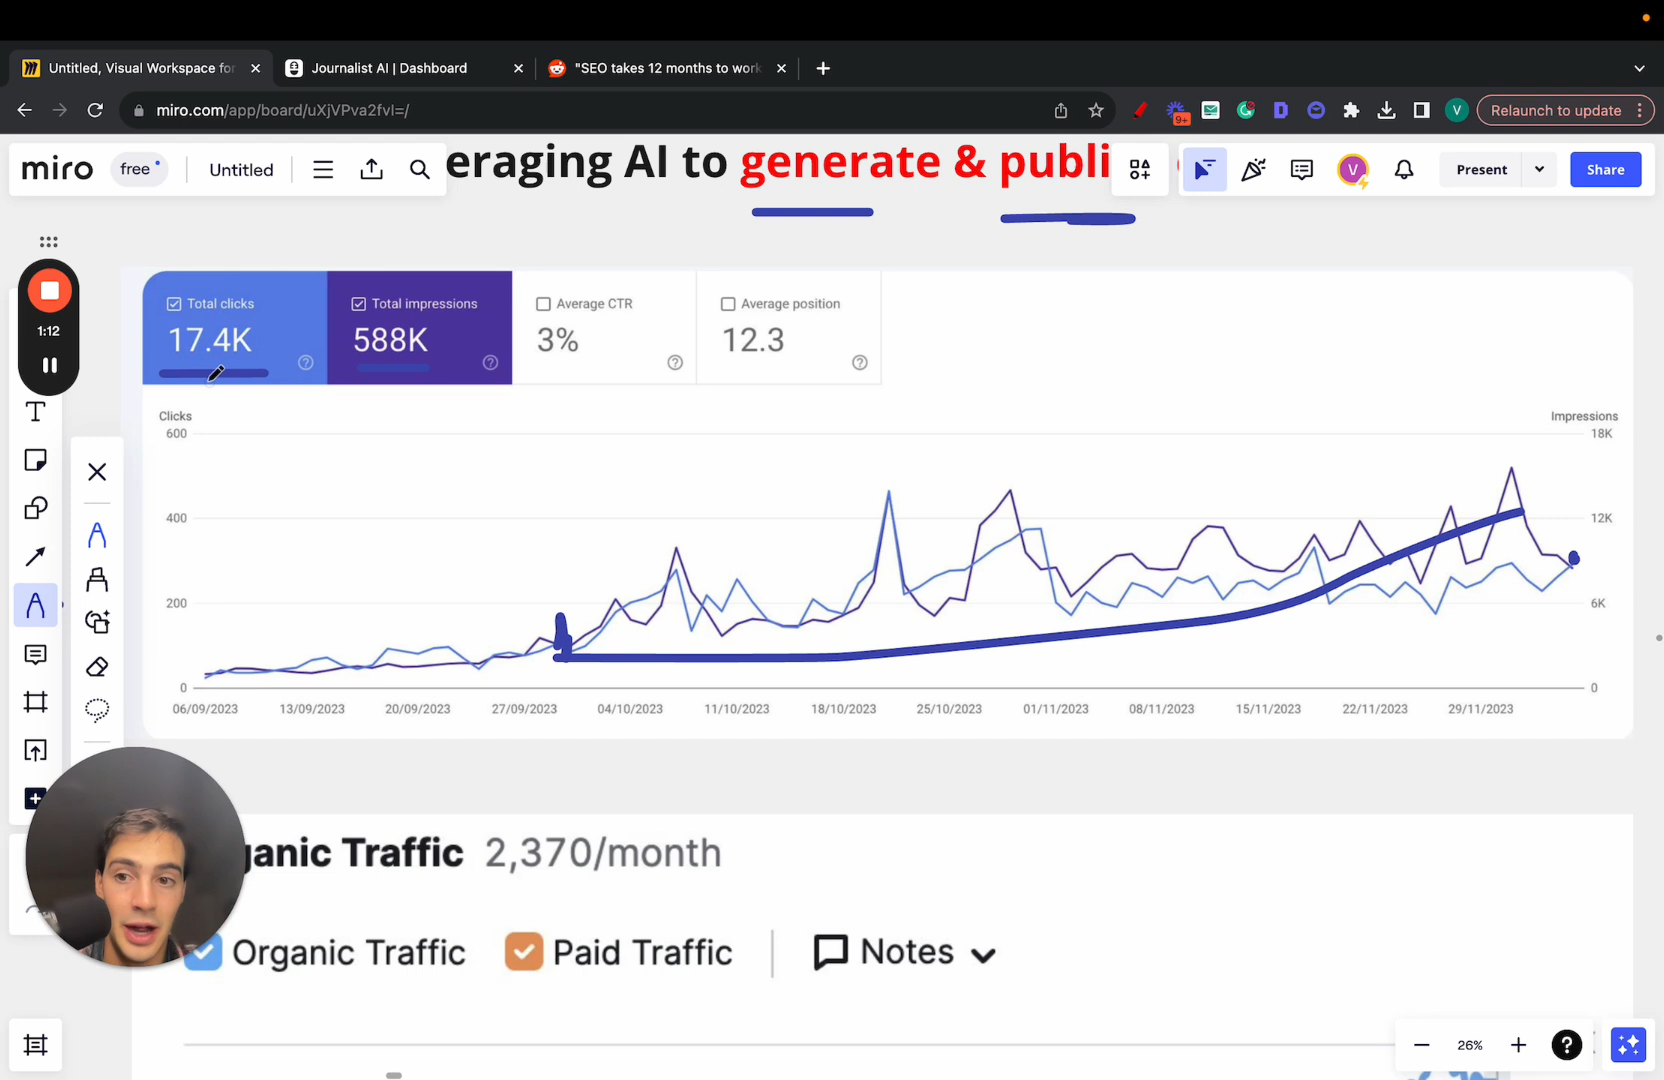 Untitled, Visual Workspace for
Journalist AI | Dashboard
"SEO takes 12 months to work
miro.com/app/board/uXjVPva2fvI=/
9+
D
V
Relaunch to update
miro
free
Untitled
eraging AI to generate & publi
V
Present
Share
1:12
Total clicks
17.4K
Total impressions
588K
Average CTR
3%
Average position
12.3
Clicks
Impressions
600
18K
400
12K
200
6K
0
0
06/09/2023
13/09/2023
20/09/2023
27/09/2023
04/10/2023
11/10/2023
18/10/2023
25/10/2023
01/11/2023
08/11/2023
15/11/2023
22/11/2023
29/11/2023
ganic Traffic 2,370/month
Organic Traffic
Paid Traffic
Notes
26%